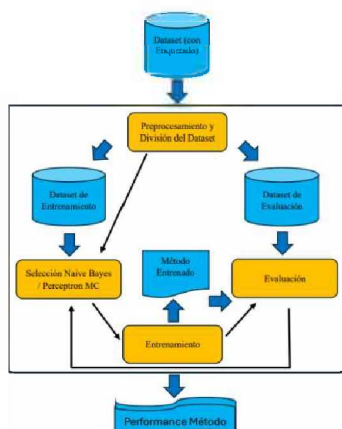 Dataset (con
Etiquetado)
Preprocesamiento y
División del Dataset
Dataset de
Entrenamiento
Dataset de
Evaluación
Selección Naive Bayes
/ Perceptron MC
Método
Entrenado
Evaluación
Entrenamiento
Performance Método